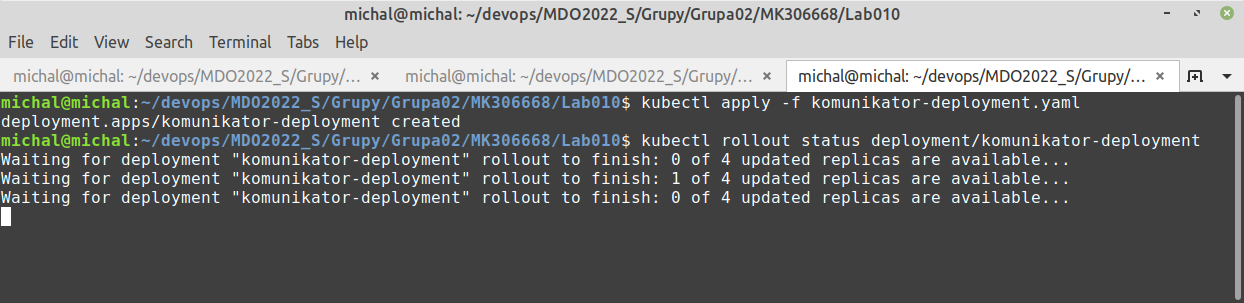 michal@michal: ~/devops/MDO2022_S/Grupy/Grupa02/MK306668/Lab010
File Edit View Search Terminal Tabs Help
michal@michal: ~/devops/MDO2022_S/Grupy/... × michal@michal: ~/devops/MDO2022_S/Grupy/... × michal@michal: ~/devops/MDO2022_S/Grupy/... ×
michal@michal:~/devops/MDO2022_S/Grupy/Grupa02/MK306668/Lab010$ kubectl apply -f komunikator-deployment.yaml
deployment.apps/komunikator-deployment created
michal@michal:~/devops/MDO2022_S/Grupy/Grupa02/MK306668/Lab010$ kubectl rollout status deployment/komunikator-deployment
Waiting for deployment "komunikator-deployment" rollout to finish: 0 of 4 updated replicas are available...
Waiting for deployment "komunikator-deployment" rollout to finish: 1 of 4 updated replicas are available...
Waiting for deployment "komunikator-deployment" rollout to finish: 0 of 4 updated replicas are available...